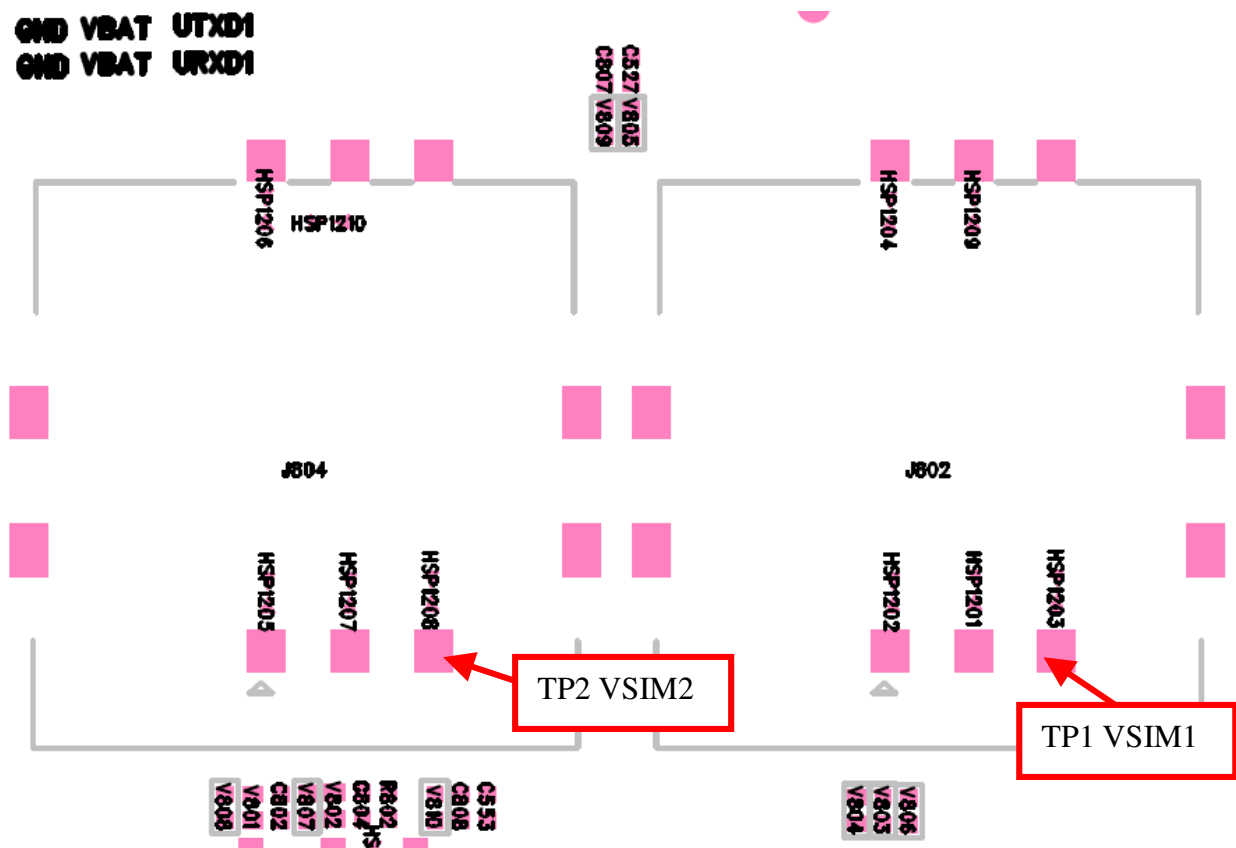 GND VBAT UTXD1
GND VBAT URXD1
C807 C527
V809 V805
HSP1206
HSP1210
HSP1204
HSP1209
J804
J802
HSP1205
HSP1207
HSP1208
HSP1202
HSP1201
HSP1203
TP2 VSIM2
TP1 VSIM1
V808 V801 C802 V807 V802 C804 R802 V810 C808 C553
HS
V804 V803 V806